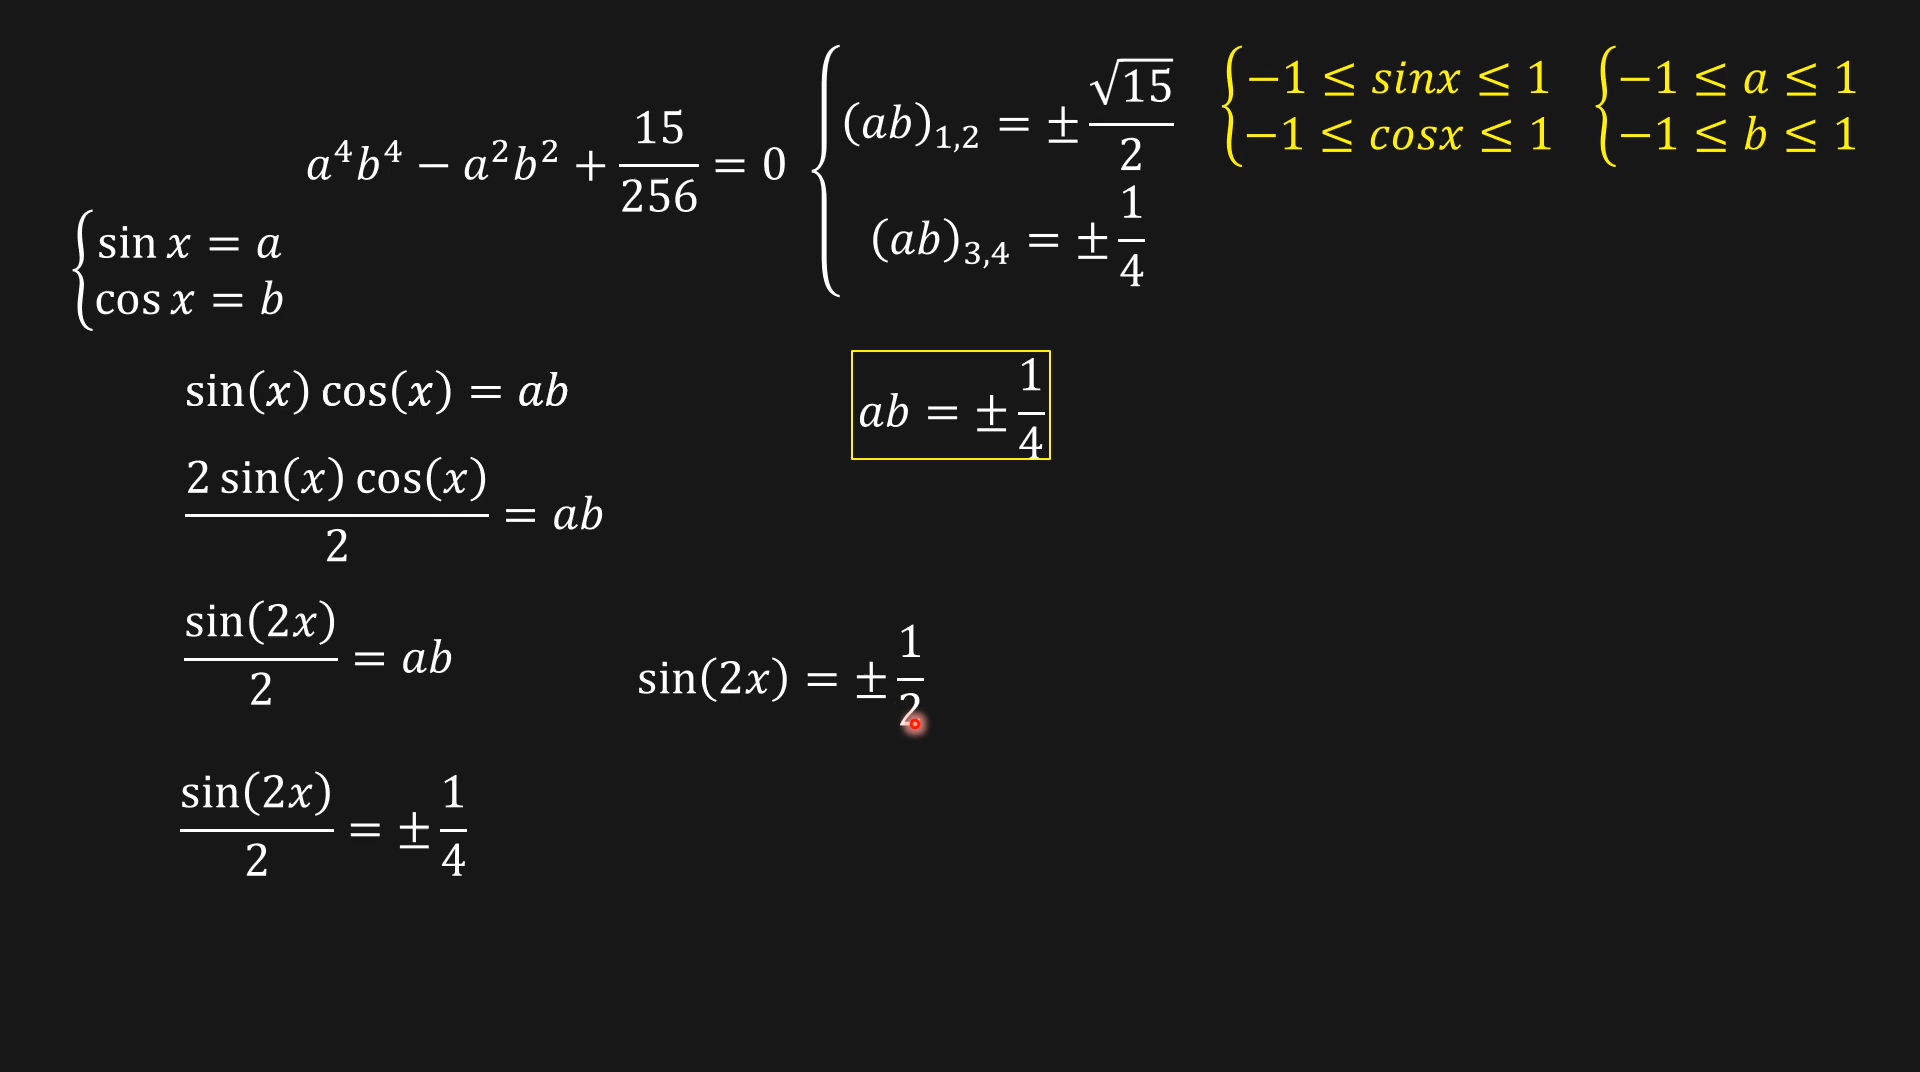 a⁴b⁴ − a²b² + 15/256 = 0
(ab)₁,₂ = ± √15/2
(ab)₃,₄ = ± 1/4
−1 ≤ sinx ≤ 1
−1 ≤ cosx ≤ 1
−1 ≤ a ≤ 1
−1 ≤ b ≤ 1
sin x = a
cos x = b
sin(x) cos(x) = ab
ab = ± 1/4
2 sin(x) cos(x)/2 = ab
sin(2x)/2 = ab
sin(2x) = ± 1/2
sin(2x)/2 = ± 1/4